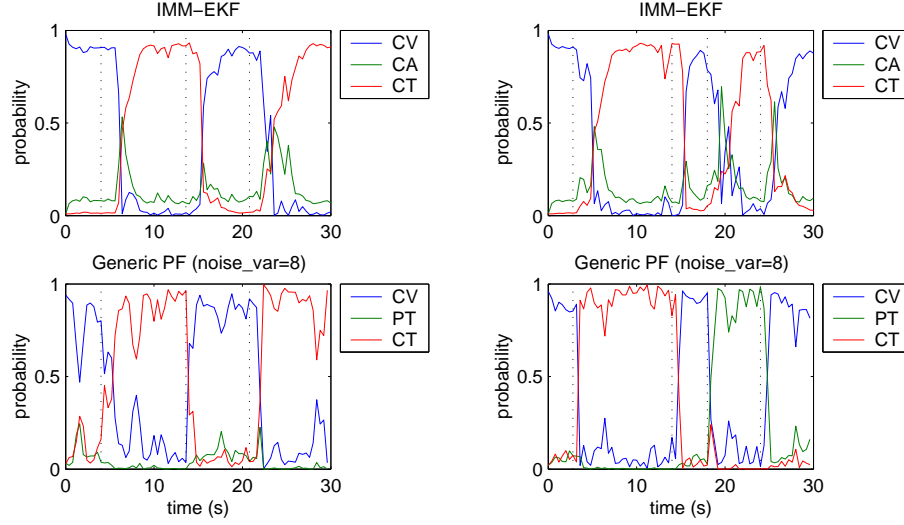 IMM-EKF
1
0.5
0
probability
0 10 20 30
CV
CA
CT
IMM-EKF
1
0.5
0
probability
0 10 20 30
CV
CA
CT
Generic PF (noise_var=8)
1
0.5
0
probability
0 10 20 30
time (s)
CV
PT
CT
Generic PF (noise_var=8)
1
0.5
0
probability
0 10 20 30
time (s)
CV
PT
CT